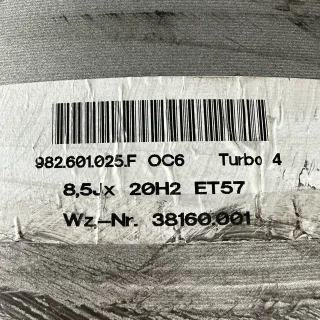 982.601.025.F OC6 Turbo 4
8,5Jx 20H2 ET57
Wz.-Nr. 38160.001